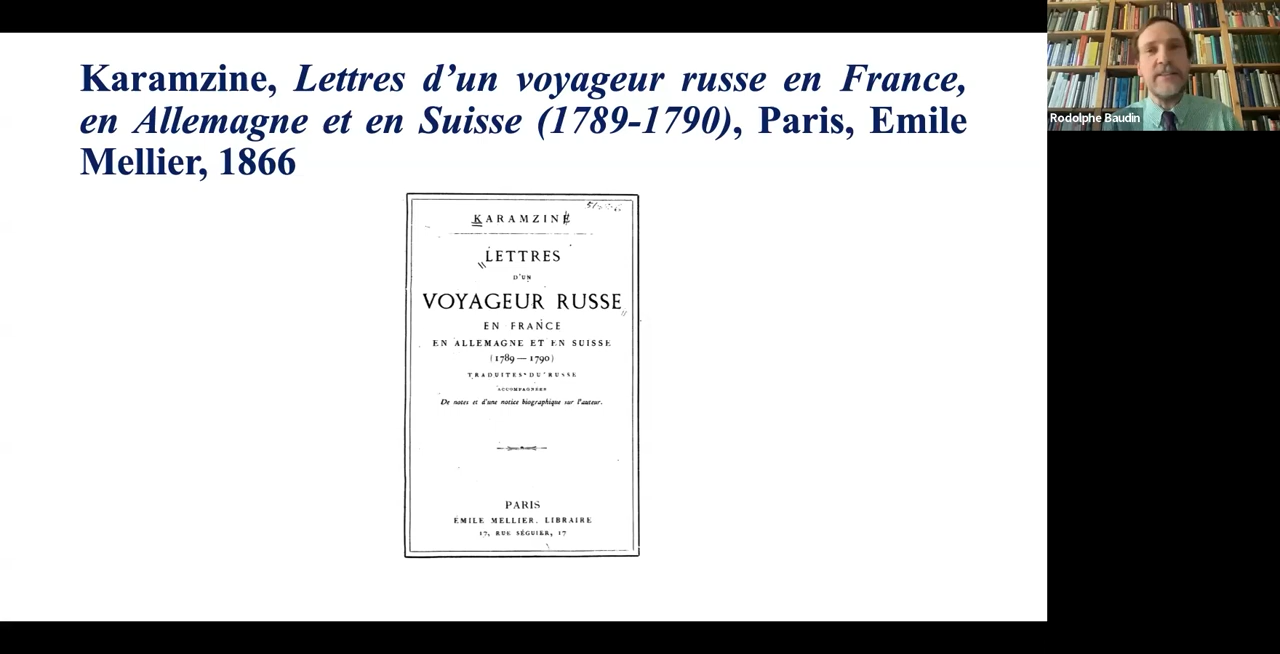 Karamzine, Lettres d’un voyageur russe en France,
en Allemagne et en Suisse (1789-1790), Paris, Emile
Mellier, 1866
Rodolphe Baudin
KARAMZINE
LETTRES
D'UN
VOYAGEUR RUSSE
EN FRANCE
EN ALLEMAGNE ET EN SUISSE
(1789 — 1790)
TRADUITES DU RUSSE
ACCOMPAGNÉES
De notes et d'une notice biographique sur l'auteur.
PARIS
ÉMILE MELLIER, LIBRAIRE
17, RUE SÉGUIER, 17